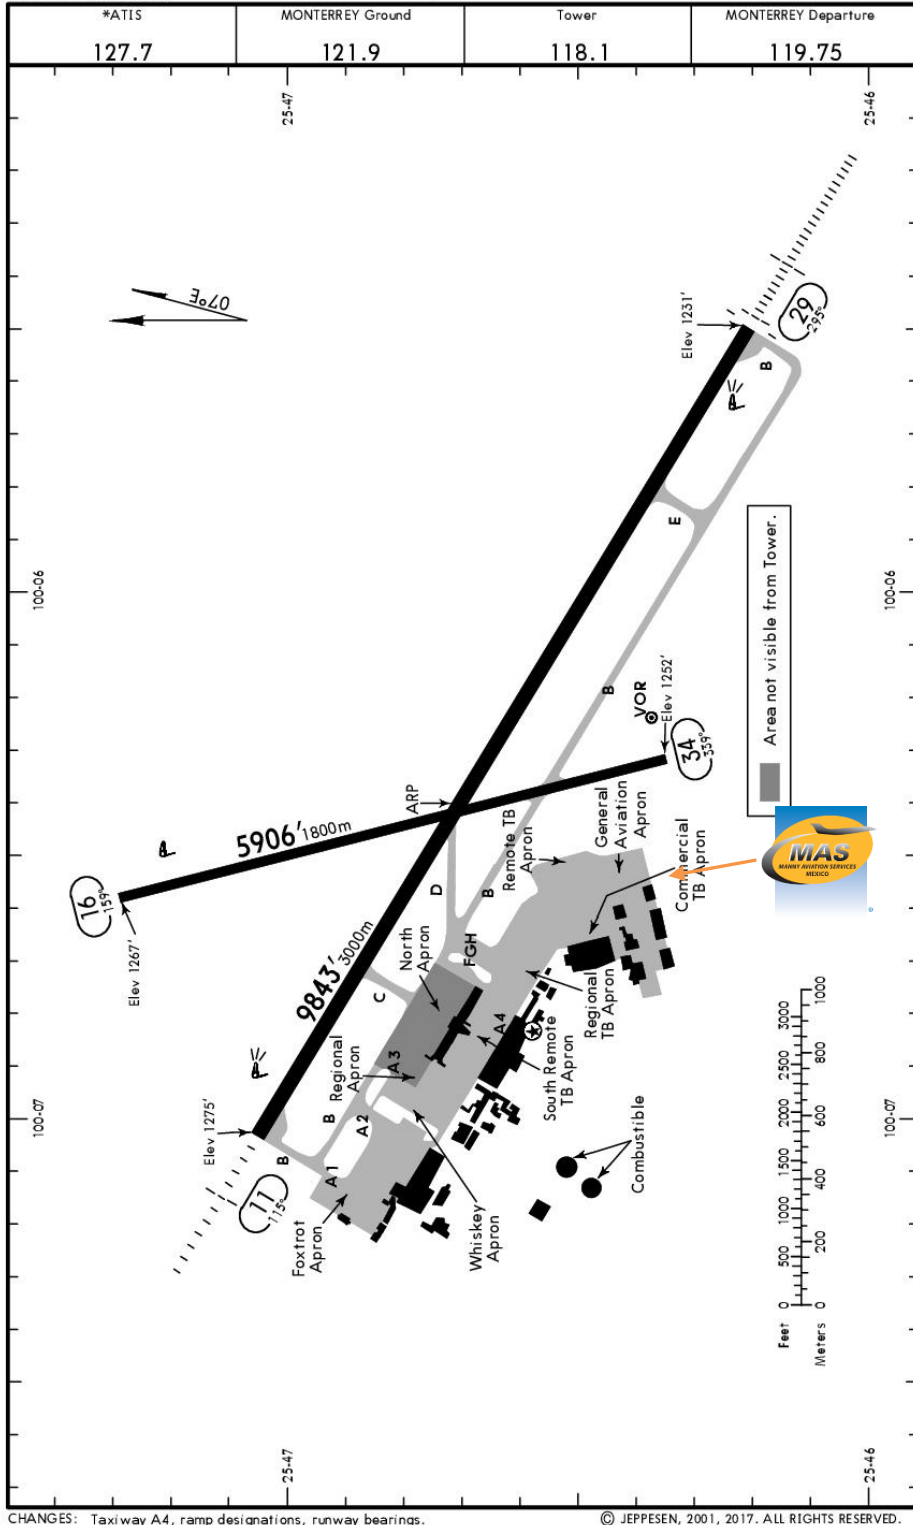 *ATIS
127.7
MONTERREY Ground
121.9
Tower
118.1
MONTERREY Departure
119.75
25-47
25-46
07°E
29
295°
Elev 1231'
B
E
100-06
100-06
Area not visible from Tower.
B
VOR
Elev 1252'
34
339°
ARP
5906' 1800m
16
159°
Elev 1267'
Remote TB
Apron
General
Aviation
Apron
Commercial
TB Apron
MAS
MANNY AVIATION SERVICES
MEXICO
®
D
B
FGH
North
Apron
9843' 3000m
C
Regional
TB Apron
A4
South Remote
TB Apron
A3
Regional
Apron
B
A2
100-07
100-07
Elev 1275'
B
A1
11
115°
Foxtrot
Apron
Whiskey
Apron
Combustible
Feet 0 500 1000 1500 2000 2500 3000
Meters 0 200 400 600 800 1000
25-47
25-46
CHANGES: Taxiway A4, ramp designations, runway bearings.
© JEPPESEN, 2001, 2017. ALL RIGHTS RESERVED.